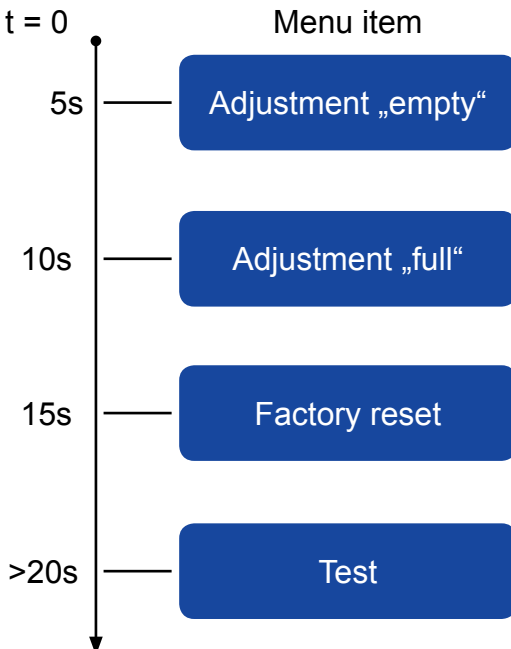 t = 0 Menu item
5s Adjustment „empty“
10s Adjustment „full“
15s Factory reset
>20s Test